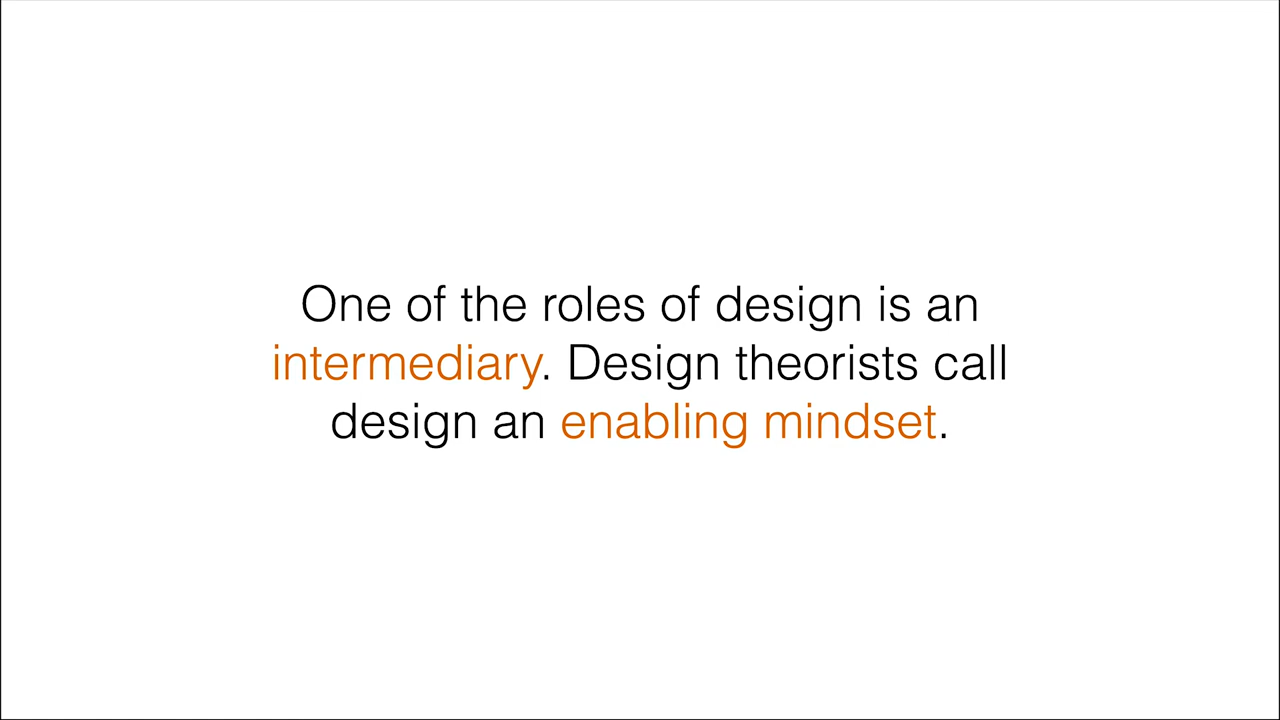 One of the roles of design is an
intermediary. Design theorists call
design an enabling mindset.